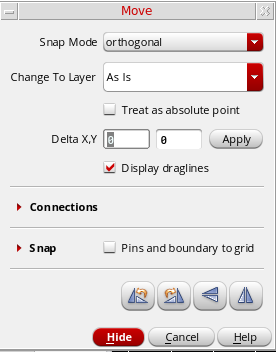 Move
Snap Mode orthogonal
Change To Layer As Is
Treat as absolute point
Delta X,Y 0 0 Apply
Display draglines
Connections
Snap Pins and boundary to grid
Hide Cancel Help